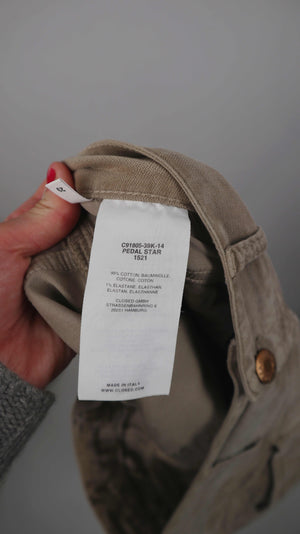 C91805-39K-14
PEDAL STAR
1521
99% COTTON, BAUMWOLLE,
COTONE, COTON
1% ELASTANE, ELASTHAN,
ELASTAN, ELASTHANNE
CLOSED GMBH
STRASSENBAHNRING 6
20251 HAMBURG
MADE IN ITALY
WWW.CLOSED.COM